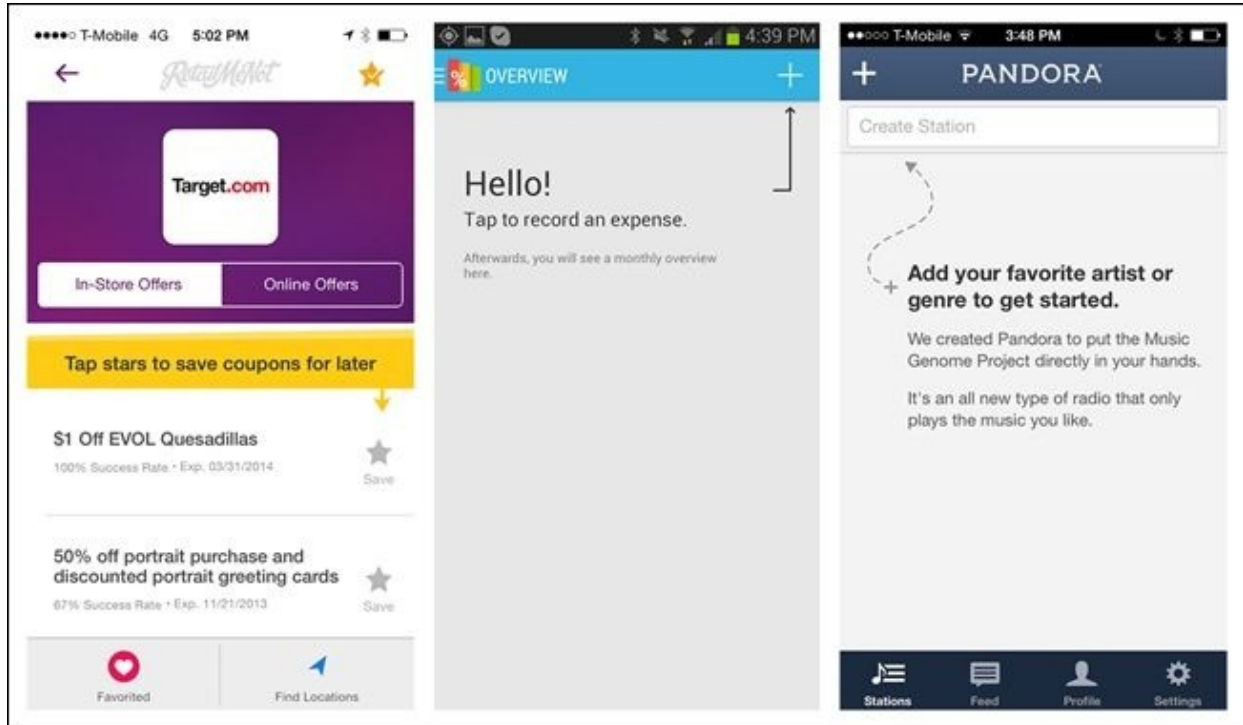 T-Mobile 4G 5:02 PM
RetailMeNot
Target.com
In-Store Offers Online Offers
Tap stars to save coupons for later
$1 Off EVOL Quesadillas
100% Success Rate • Exp. 03/31/2014
Save
50% off portrait purchase and
discounted portrait greeting cards
67% Success Rate • Exp. 11/21/2013
Save
Favorited Find Locations
4:39 PM
% OVERVIEW
Hello!
Tap to record an expense.
Afterwards, you will see a monthly overview
here.
T-Mobile 3:48 PM
PANDORA
Create Station
Add your favorite artist or
genre to get started.
We created Pandora to put the Music
Genome Project directly in your hands.
It's an all new type of radio that only
plays the music you like.
Stations Feed Profile Settings